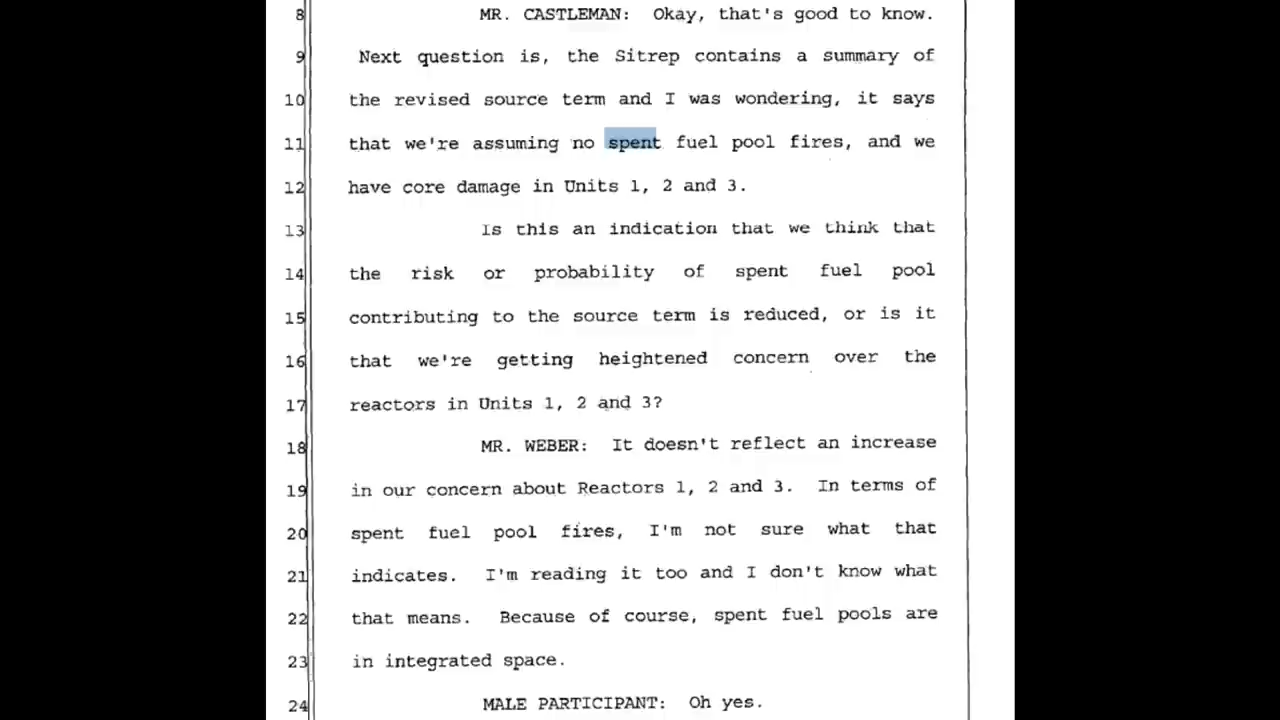 8 MR. CASTLEMAN: Okay, that's good to know.
9 Next question is, the Sitrep contains a summary of
10 the revised source term and I was wondering, it says
11 that we're assuming no spent fuel pool fires, and we
12 have core damage in Units 1, 2 and 3.
13 Is this an indication that we think that
14 the risk or probability of spent fuel pool
15 contributing to the source term is reduced, or is it
16 that we're getting heightened concern over the
17 reactors in Units 1, 2 and 3?
18 MR. WEBER: It doesn't reflect an increase
19 in our concern about Reactors 1, 2 and 3. In terms of
20 spent fuel pool fires, I'm not sure what that
21 indicates. I'm reading it too and I don't know what
22 that means. Because of course, spent fuel pools are
23 in integrated space.
24 MALE PARTICIPANT: Oh yes.